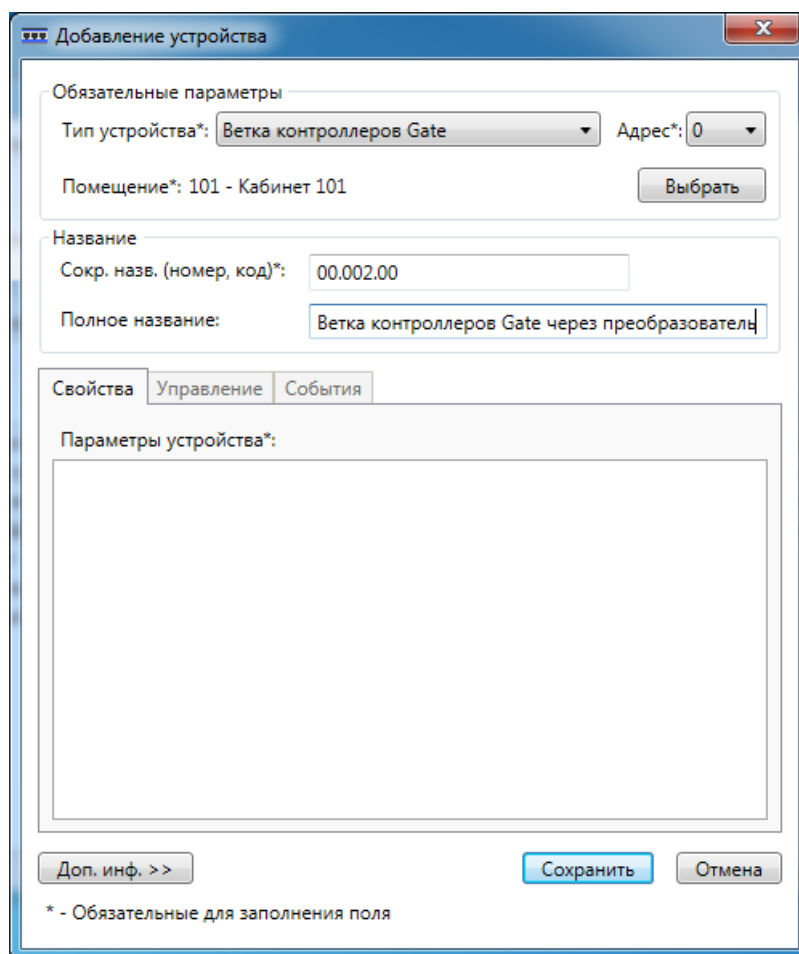 Добавление устройства
Обязательные параметры
Тип устройства*: Ветка контроллеров Gate Адрес*: 0
Помещение*: 101 - Кабинет 101 Выбрать
Название
Сокр. назв. (номер, код)*: 00.002.00
Полное название: Ветка контроллеров Gate через преобразователь
Свойства Управление События
Параметры устройства*:
Доп. инф. >> Сохранить Отмена
* - Обязательные для заполнения поля